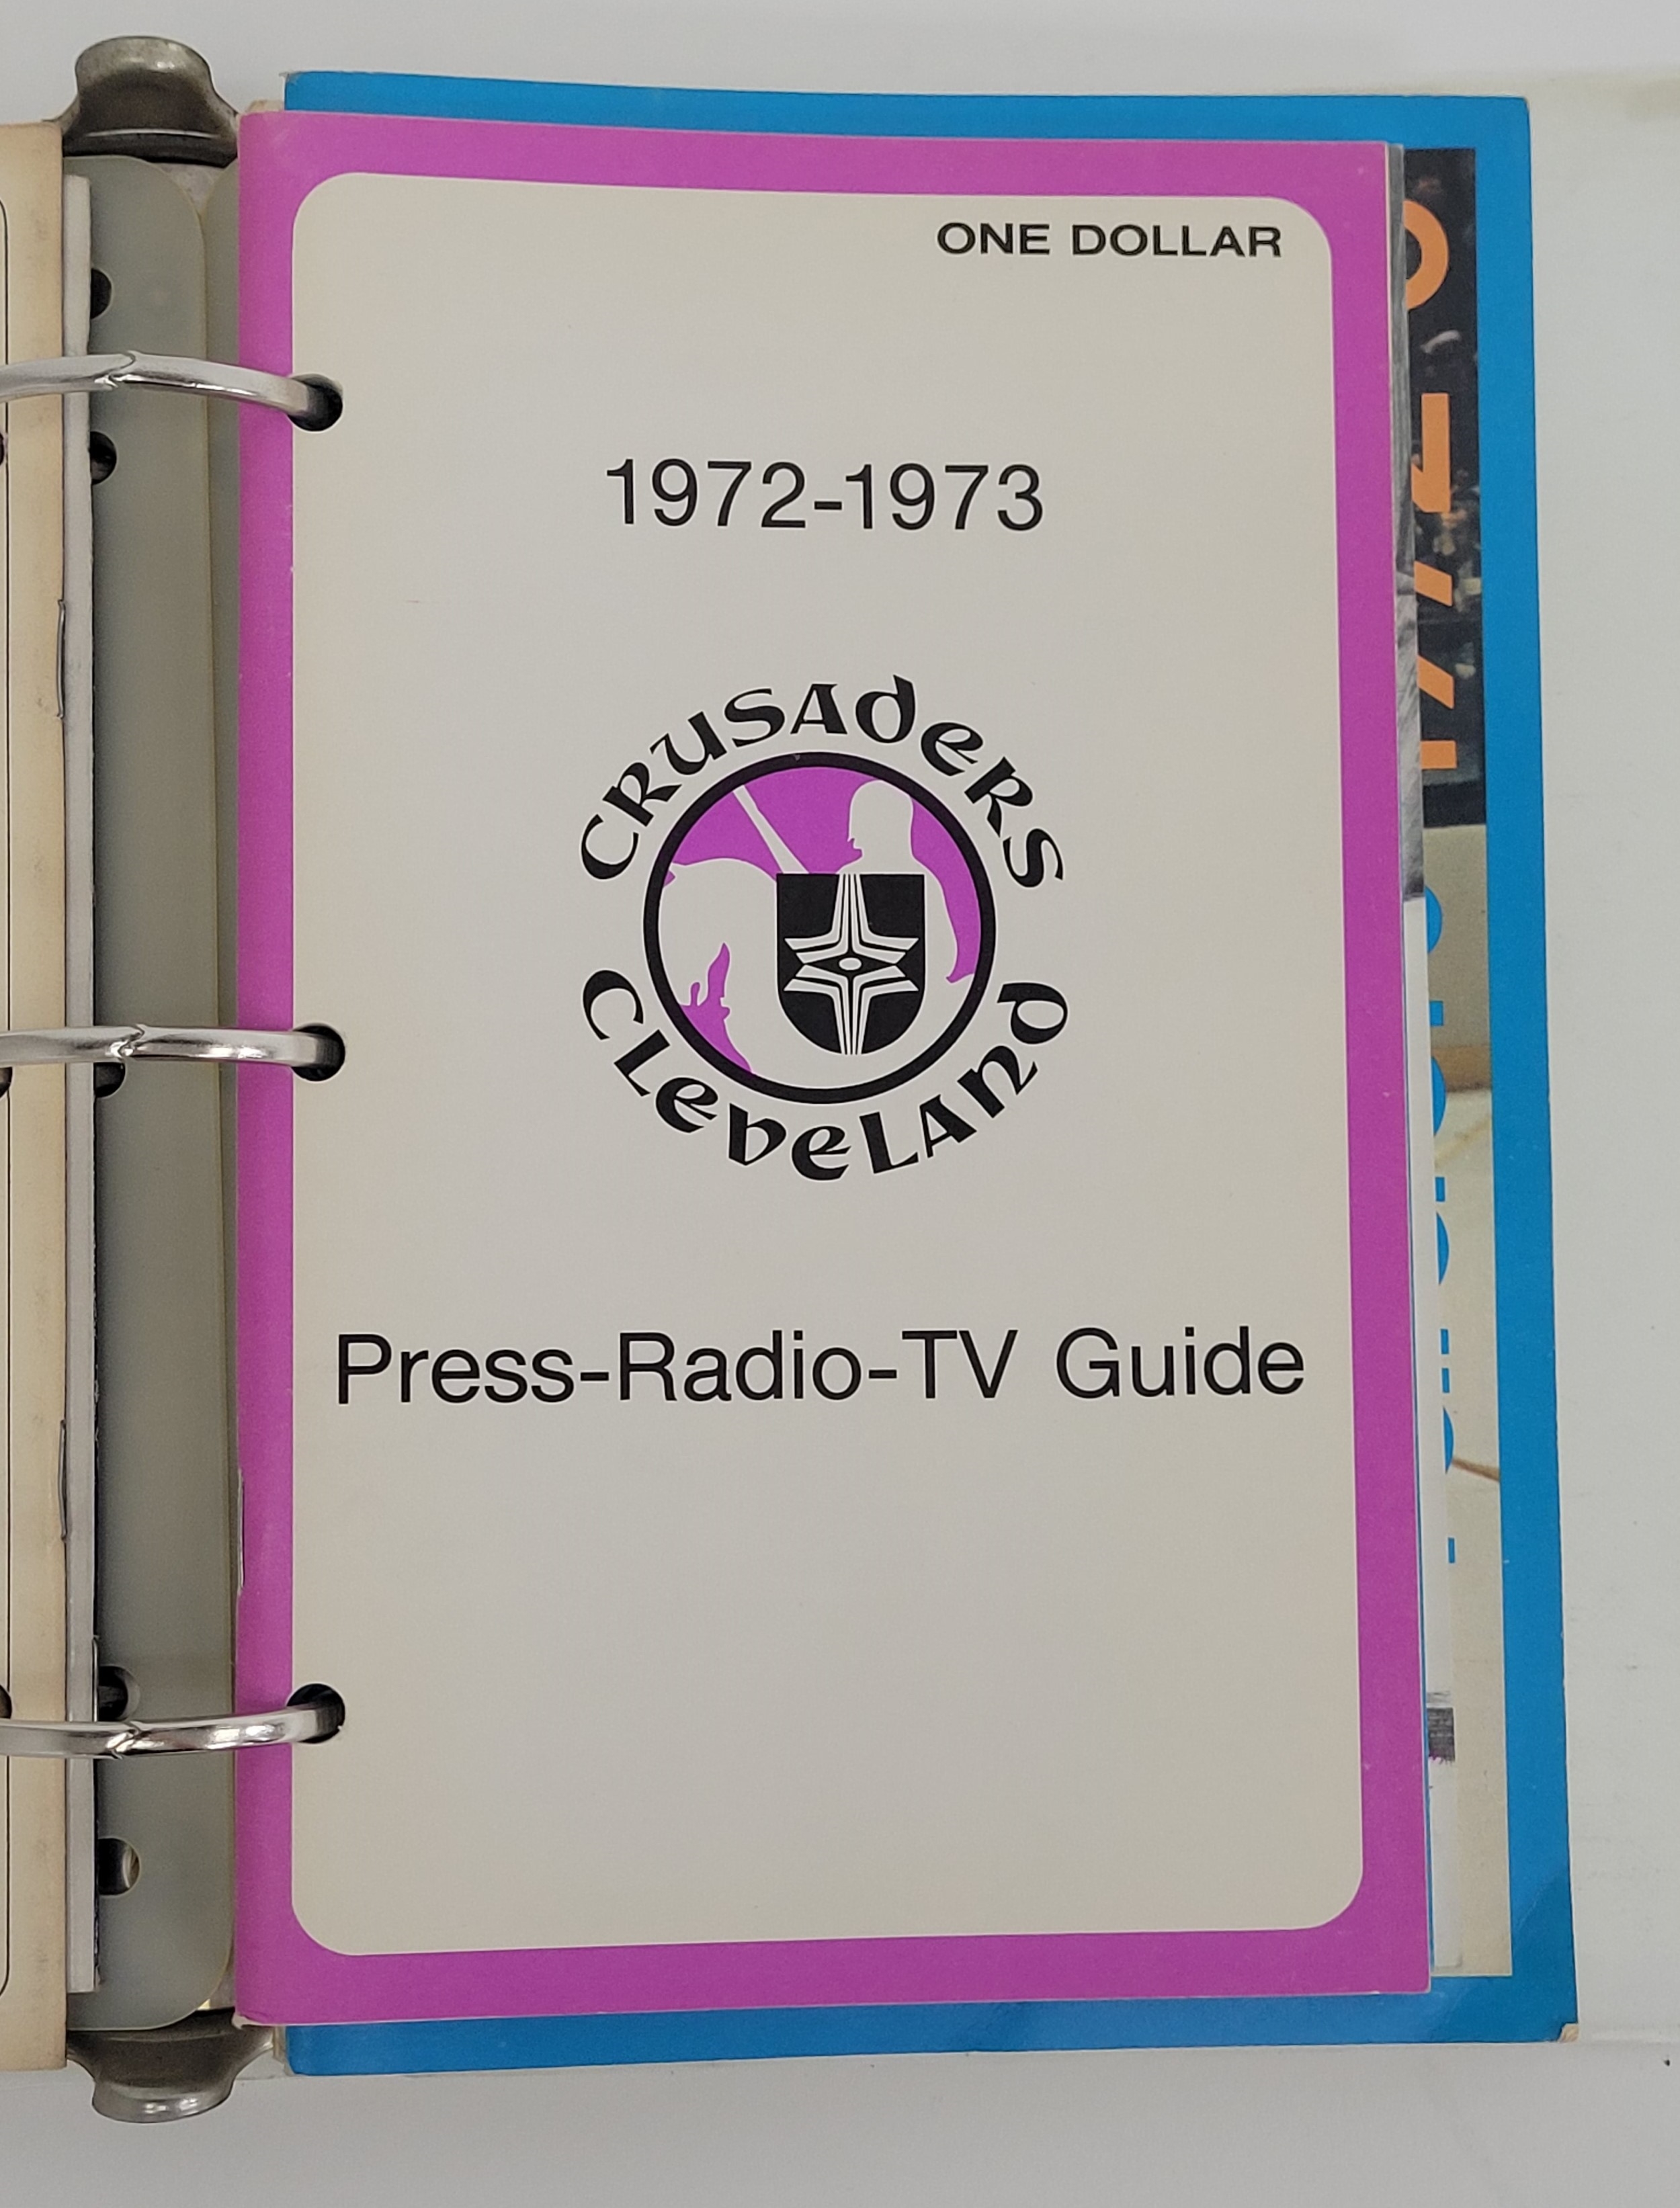 ONE DOLLAR
1972-1973
CRUSADERS
CLEVELAND
Press-Radio-TV Guide